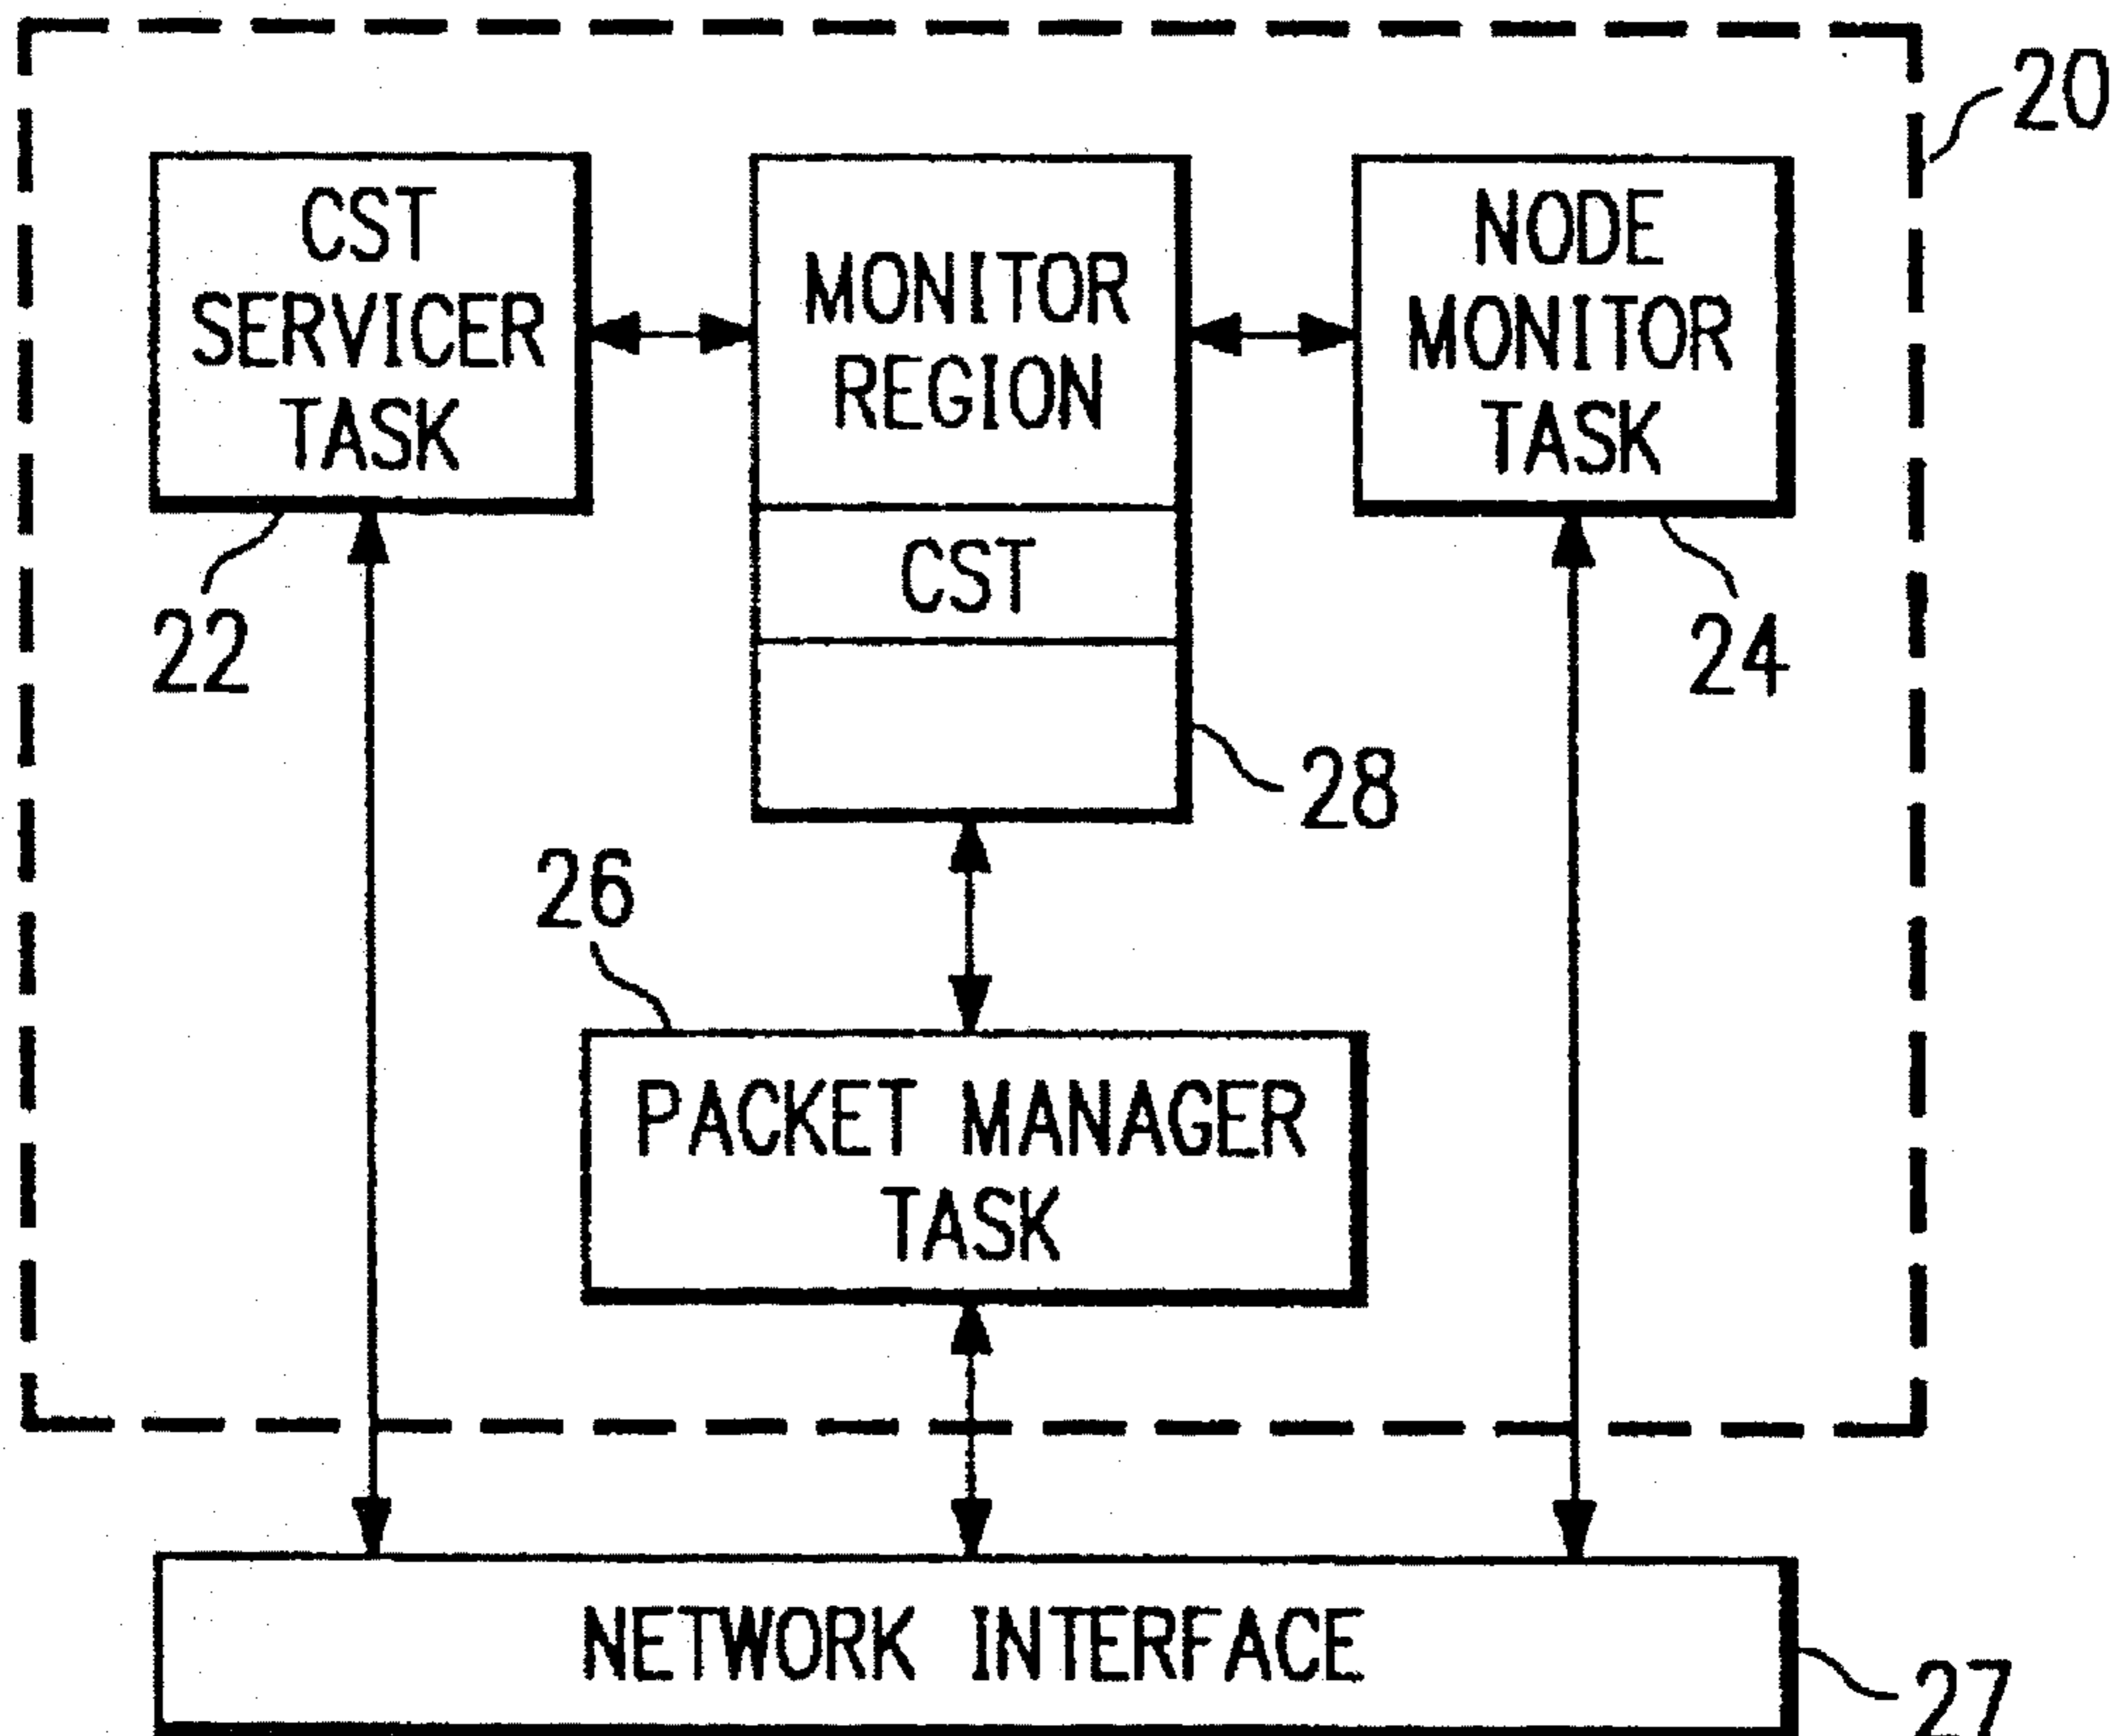 20
CST
SERVICER
TASK
MONITOR
REGION
CST
NODE
MONITOR
TASK
22
24
28
26
PACKET MANAGER
TASK
NETWORK INTERFACE
27